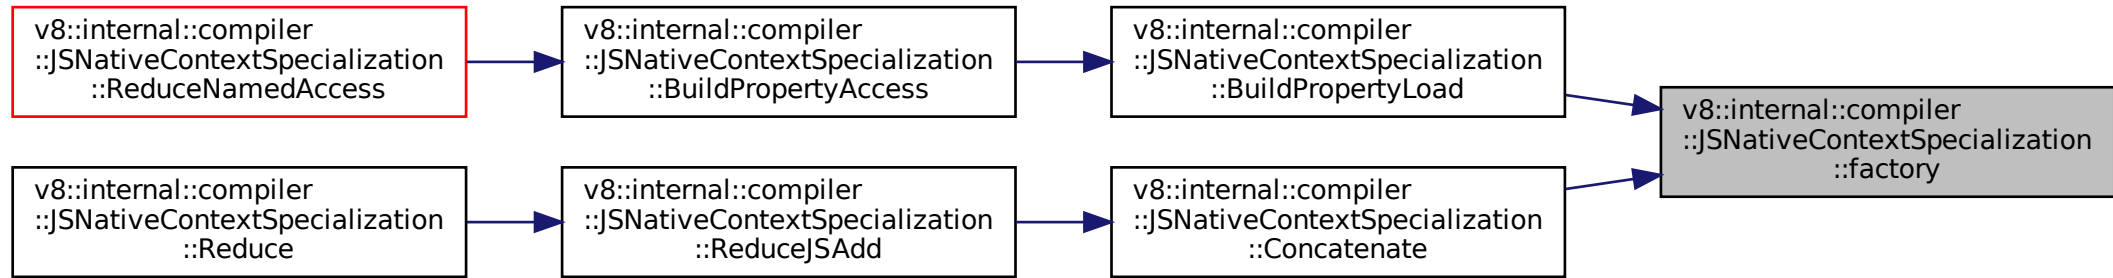 v8::internal::compiler
::JSNativeContextSpecialization
::ReduceNamedAccess
v8::internal::compiler
::JSNativeContextSpecialization
::BuildPropertyAccess
v8::internal::compiler
::JSNativeContextSpecialization
::BuildPropertyLoad
v8::internal::compiler
::JSNativeContextSpecialization
::factory
v8::internal::compiler
::JSNativeContextSpecialization
::Reduce
v8::internal::compiler
::JSNativeContextSpecialization
::ReduceJSAdd
v8::internal::compiler
::JSNativeContextSpecialization
::Concatenate